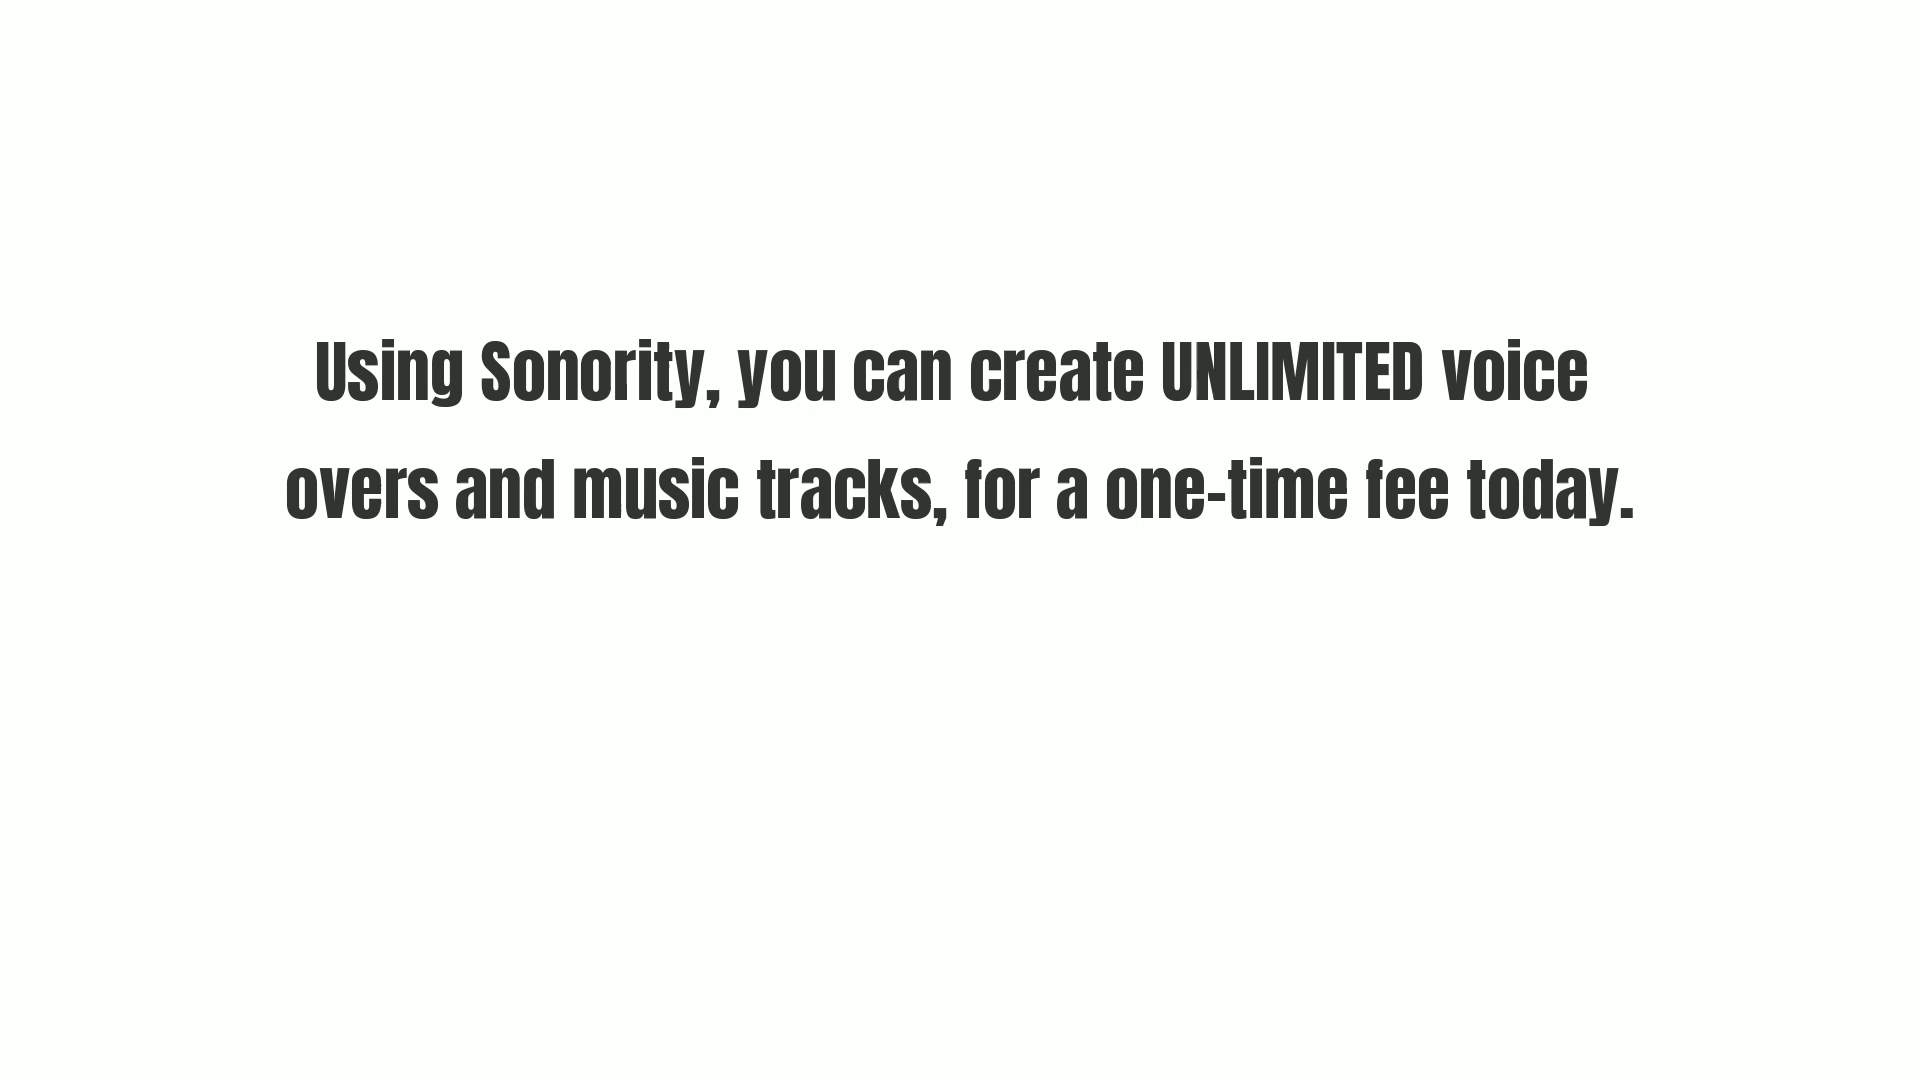 Using Sonority, you can create UNLIMITED voice
overs and music tracks, for a one-time fee today.